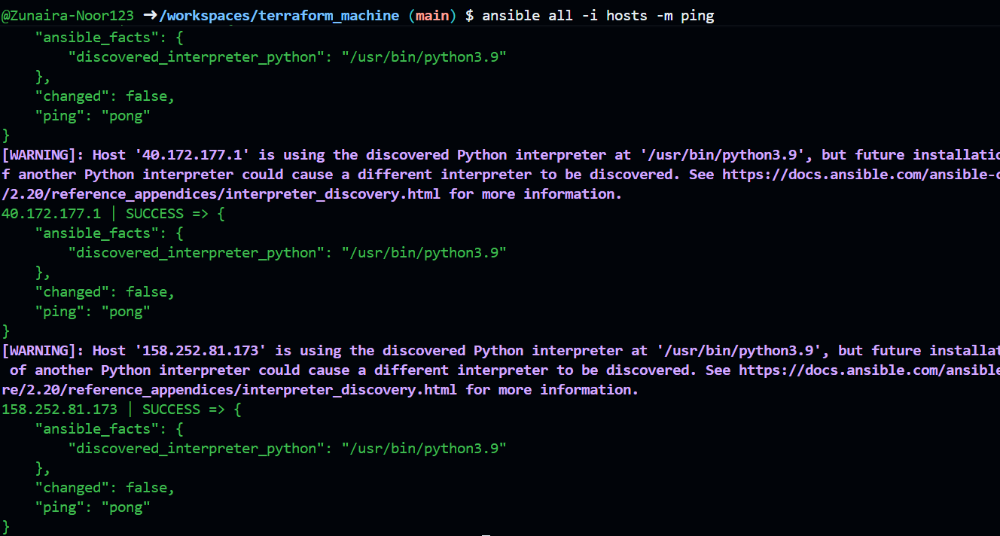 @Zunaira-Noor123 ➜/workspaces/terraform_machine (main) $ ansible all -i hosts -m ping
    "ansible_facts": {
        "discovered_interpreter_python": "/usr/bin/python3.9"
    },
    "changed": false,
    "ping": "pong"
}
[WARNING]: Host '40.172.177.1' is using the discovered Python interpreter at '/usr/bin/python3.9', but future installatio
f another Python interpreter could cause a different interpreter to be discovered. See https://docs.ansible.com/ansible-c
/2.20/reference_appendices/interpreter_discovery.html for more information.
40.172.177.1 | SUCCESS => {
    "ansible_facts": {
        "discovered_interpreter_python": "/usr/bin/python3.9"
    },
    "changed": false,
    "ping": "pong"
}
[WARNING]: Host '158.252.81.173' is using the discovered Python interpreter at '/usr/bin/python3.9', but future installat
 of another Python interpreter could cause a different interpreter to be discovered. See https://docs.ansible.com/ansible
re/2.20/reference_appendices/interpreter_discovery.html for more information.
158.252.81.173 | SUCCESS => {
    "ansible_facts": {
        "discovered_interpreter_python": "/usr/bin/python3.9"
    },
    "changed": false,
    "ping": "pong"
}